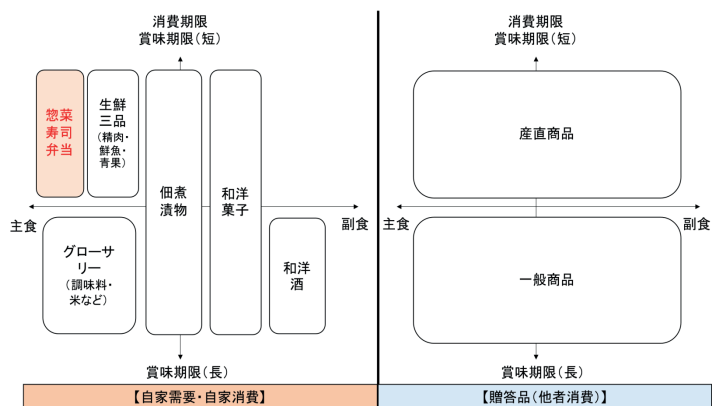 消費期限
賞味期限(短)
惣菜
寿司
弁当
生鮮
三品
(精肉・
鮮魚・
青果)
佃煮
漬物
和洋
菓子
主食
副食
グローサ
リー
(調味料・
米など)
和洋
酒
賞味期限(長)
【自家需要・自家消費】
消費期限
賞味期限(短)
産直商品
主食
副食
一般商品
賞味期限(長)
【贈答品(他者消費)】